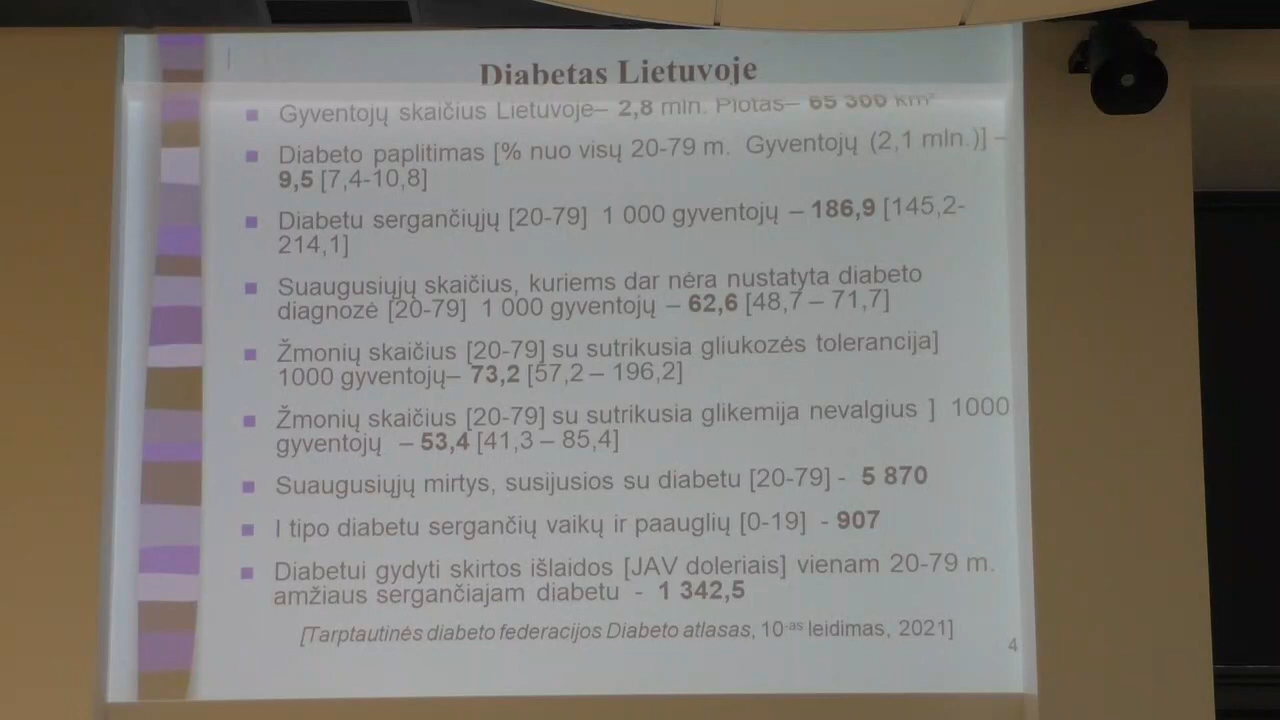 Diabetas Lietuvoje
Gyventojų skaičius Lietuvoje– 2,8 mln. Plotas– 65 300 km²
Diabeto paplitimas [% nuo visų 20-79 m. Gyventojų (2,1 mln.)] –
9,5 [7,4-10,8]
Diabetu sergančiųjų [20-79] 1 000 gyventojų – 186,9 [145,2-
214,1]
Suaugusiųjų skaičius, kuriems dar nėra nustatyta diabeto
diagnozė [20-79] 1 000 gyventojų – 62,6 [48,7 – 71,7]
Žmonių skaičius [20-79] su sutrikusia gliukozės tolerancija]
1000 gyventojų– 73,2 [57,2 – 196,2]
Žmonių skaičius [20-79] su sutrikusia glikemija nevalgius ] 1000
gyventojų – 53,4 [41,3 – 85,4]
Suaugusiųjų mirtys, susijusios su diabetu [20-79] - 5 870
I tipo diabetu sergančių vaikų ir paauglių [0-19] - 907
Diabetui gydyti skirtos išlaidos [JAV doleriais] vienam 20-79 m.
amžiaus sergančiajam diabetu - 1 342,5
[Tarptautinės diabeto federacijos Diabeto atlasas, 10-as leidimas, 2021]
4